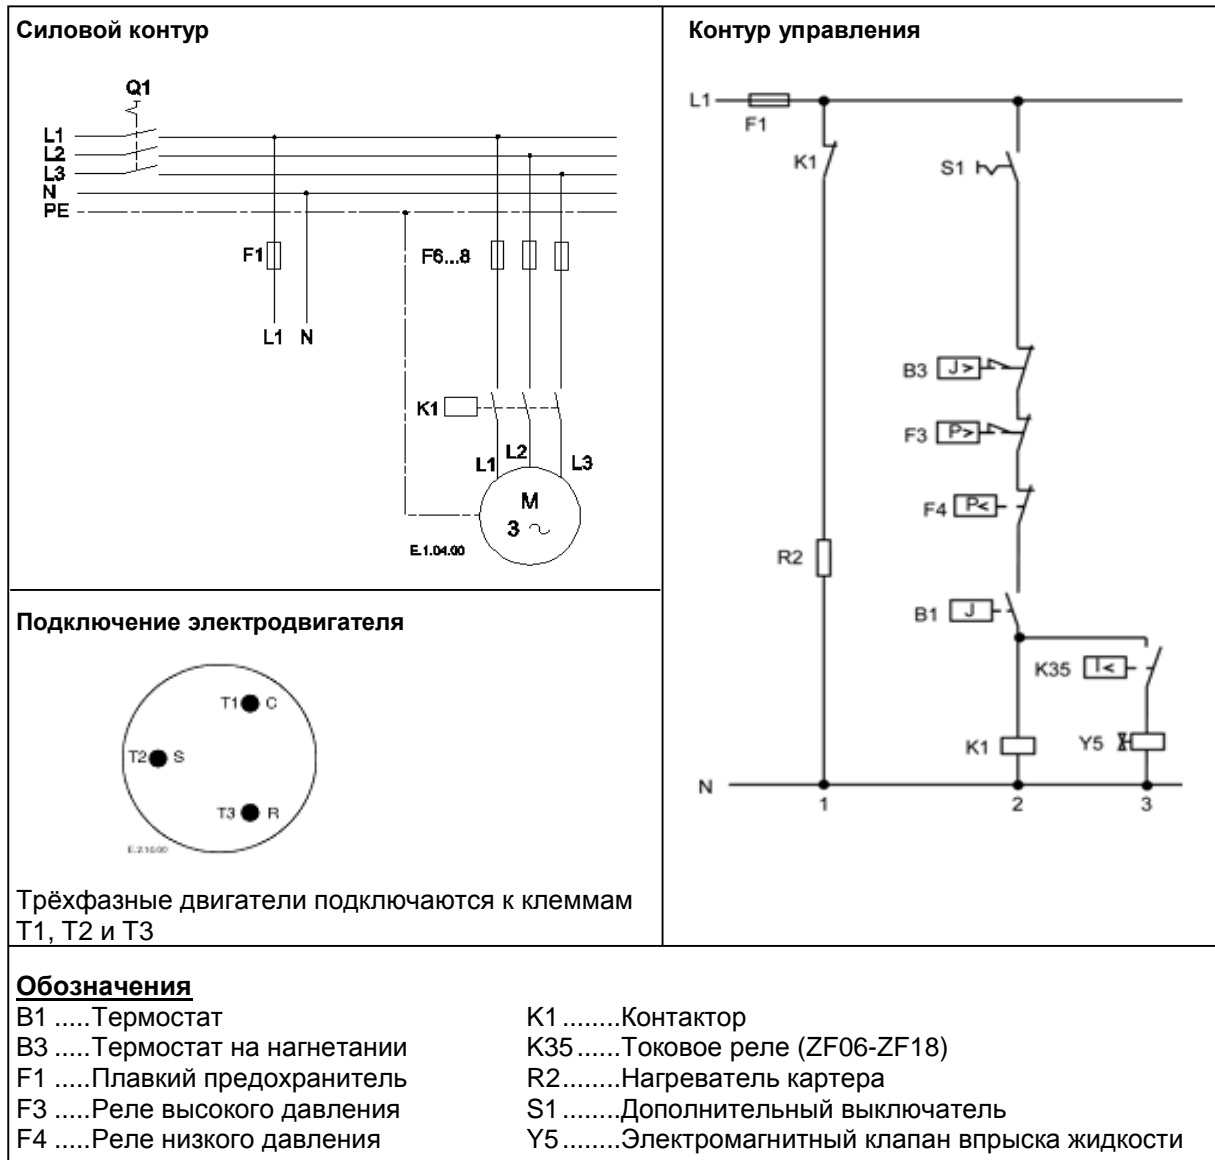 Силовой контур
Q1
L1
L2
L3
N
PE
F1
F6...8
L1 N
K1
L1 L2 L3
M
3 ~
E.1.04.00
Подключение электродвигателя
T1 C
T2 S
T3 R
E.2.10.00
Трёхфазные двигатели подключаются к клеммам
T1, T2 и T3
Контур управления
L1
F1
K1
S1
B3 J>
F3 P>
F4 P<
R2
B1 J
K35 I<
K1
Y5
N
1 2 3
Обозначения
B1 .....Термостат
B3 .....Термостат на нагнетании
F1 .....Плавкий предохранитель
F3 .....Реле высокого давления
F4 .....Реле низкого давления
K1........Контактор
K35......Токовое реле (ZF06-ZF18)
R2........Нагреватель картера
S1........Дополнительный выключатель
Y5........Электромагнитный клапан впрыска жидкости